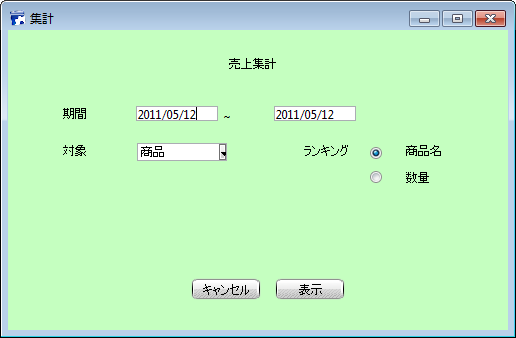 集計
売上集計
期間 2011/05/12 ~ 2011/05/12
対象 商品 ランキング 商品名
数量
キャンセル 表示